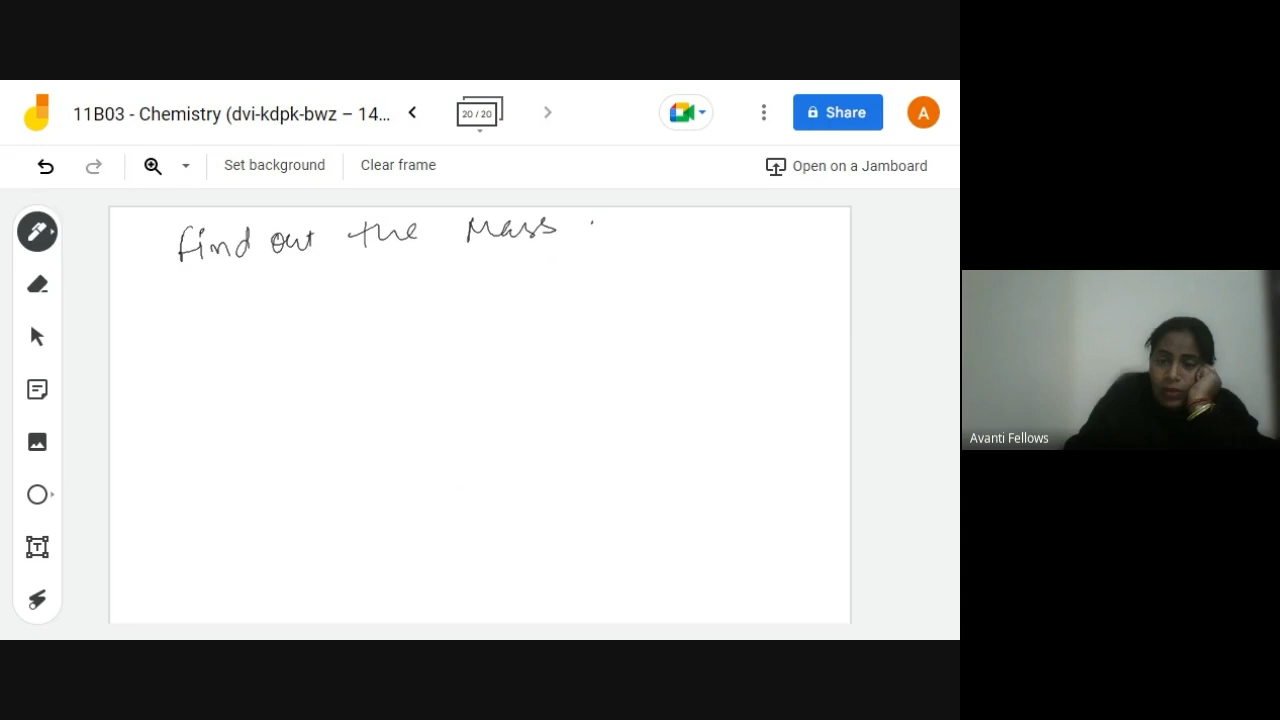 11B03 - Chemistry (dvi-kdpk-bwz – 14...
20 / 20
Share
A
Set background
Clear frame
Open on a Jamboard
find out the Mass
T
Avanti Fellows